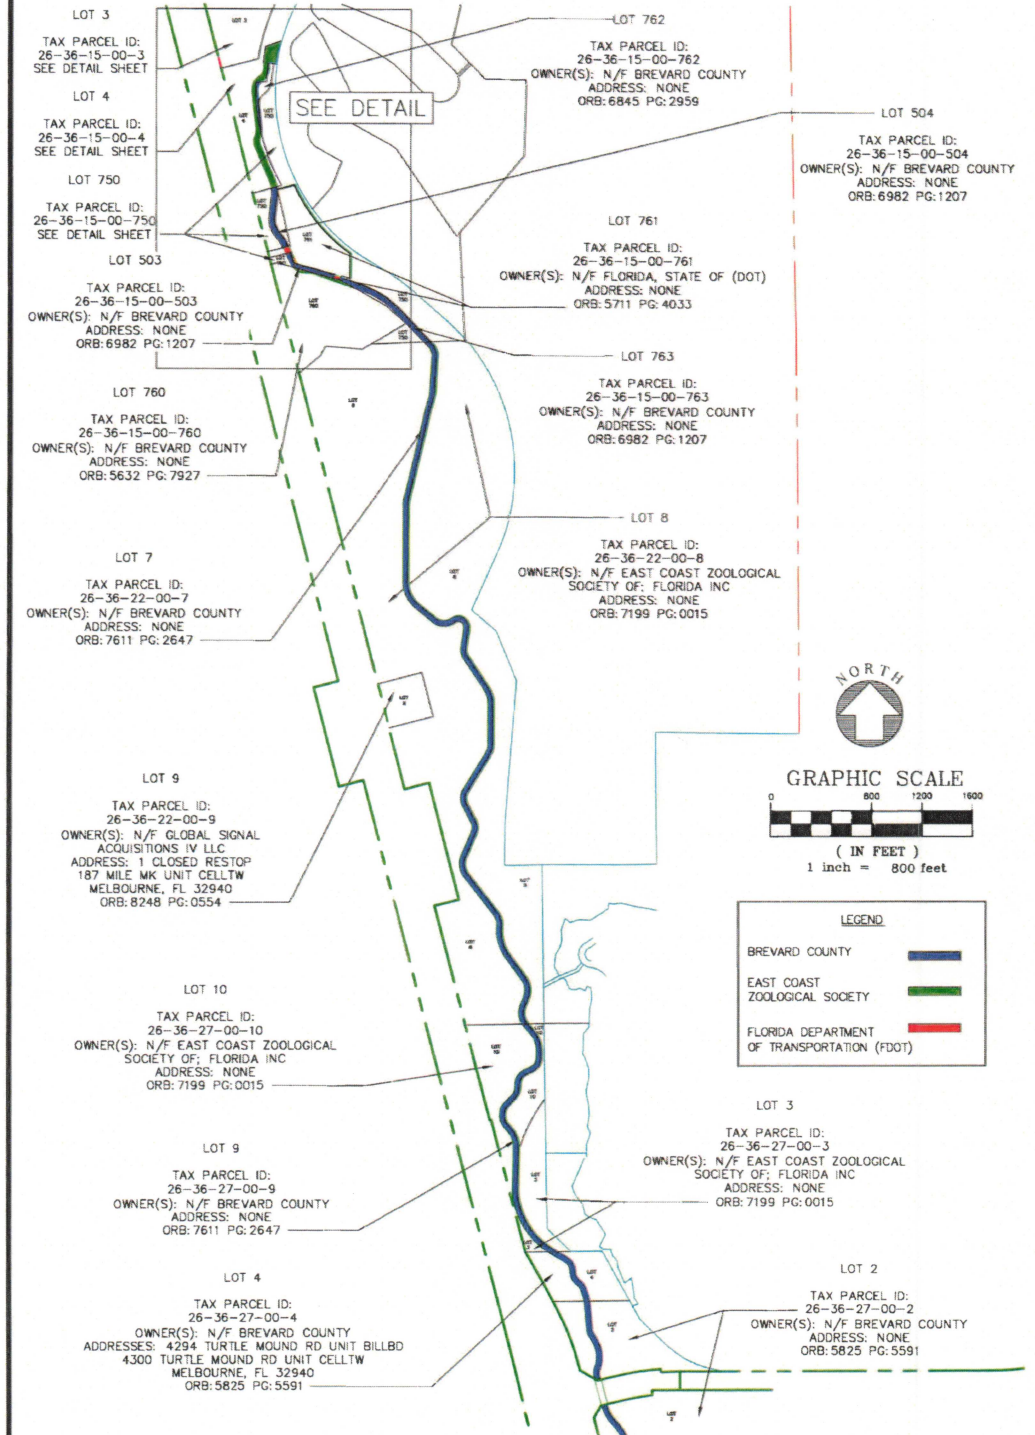 LOT 3
TAX PARCEL ID:
26-36-15-00-3
SEE DETAIL SHEET
LOT 4
TAX PARCEL ID:
26-36-15-00-4
SEE DETAIL SHEET
LOT 750
TAX PARCEL ID:
26-36-15-00-750
SEE DETAIL SHEET
LOT 503
TAX PARCEL ID:
26-36-15-00-503
OWNER(S): N/F BREVARD COUNTY
ADDRESS: NONE
ORB: 6982 PG: 1207
LOT 760
TAX PARCEL ID:
26-36-15-00-760
OWNER(S): N/F BREVARD COUNTY
ADDRESS: NONE
ORB: 5632 PG: 7927
LOT 7
TAX PARCEL ID:
26-36-22-00-7
OWNER(S): N/F BREVARD COUNTY
ADDRESS: NONE
ORB: 7611 PG: 2647
LOT 9
TAX PARCEL ID:
26-36-22-00-9
OWNER(S): N/F GLOBAL SIGNAL
ACQUISITIONS IV LLC
ADDRESS: 1 CLOSED RESTOP
187 MILE MK UNIT CELLTW
MELBOURNE, FL 32940
ORB: 8248 PG: 0554
LOT 10
TAX PARCEL ID:
26-36-27-00-10
OWNER(S): N/F EAST COAST ZOOLOGICAL
SOCIETY OF; FLORIDA INC
ADDRESS: NONE
ORB: 7199 PG: 0015
LOT 9
TAX PARCEL ID:
26-36-27-00-9
OWNER(S): N/F BREVARD COUNTY
ADDRESS: NONE
ORB: 7611 PG: 2647
LOT 4
TAX PARCEL ID:
26-36-27-00-4
OWNER(S): N/F BREVARD COUNTY
ADDRESSES: 4294 TURTLE MOUND RD UNIT BILLBD
4300 TURTLE MOUND RD UNIT CELLTW
MELBOURNE, FL 32940
ORB: 5825 PG: 5591
SEE DETAIL
LOT 762
TAX PARCEL ID:
26-36-15-00-762
OWNER(S): N/F BREVARD COUNTY
ADDRESS: NONE
ORB: 6845 PG: 2959
LOT 504
TAX PARCEL ID:
26-36-15-00-504
OWNER(S): N/F BREVARD COUNTY
ADDRESS: NONE
ORB: 6982 PG: 1207
LOT 761
TAX PARCEL ID:
26-36-15-00-761
OWNER(S): N/F FLORIDA, STATE OF (DOT)
ADDRESS: NONE
ORB: 5711 PG: 4033
LOT 763
TAX PARCEL ID:
26-36-15-00-763
OWNER(S): N/F BREVARD COUNTY
ADDRESS: NONE
ORB: 6982 PG: 1207
LOT 8
TAX PARCEL ID:
26-36-22-00-8
OWNER(S): N/F EAST COAST ZOOLOGICAL
SOCIETY OF; FLORIDA INC
ADDRESS: NONE
ORB: 7199 PG: 0015
NORTH
GRAPHIC SCALE
0 800 1200 1600
( IN FEET )
1 inch = 800 feet
LEGEND
BREVARD COUNTY
EAST COAST
ZOOLOGICAL SOCIETY
FLORIDA DEPARTMENT
OF TRANSPORTATION (FDOT)
LOT 3
TAX PARCEL ID:
26-36-27-00-3
OWNER(S): N/F EAST COAST ZOOLOGICAL
SOCIETY OF; FLORIDA INC
ADDRESS: NONE
ORB: 7199 PG: 0015
LOT 2
TAX PARCEL ID:
26-36-27-00-2
OWNER(S): N/F BREVARD COUNTY
ADDRESS: NONE
ORB: 5825 PG: 5591